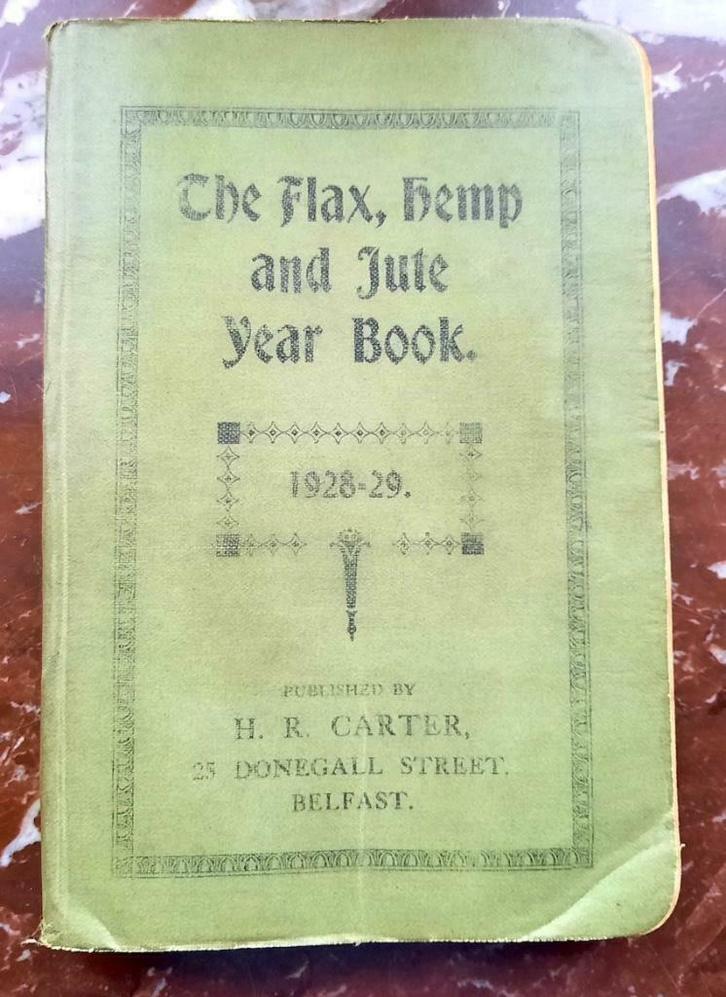 The Flax, Hemp
and Jute
Year Book.
1928-29.
PUBLISHED BY
H. R. CARTER,
25 DONEGALL STREET.
BELFAST.